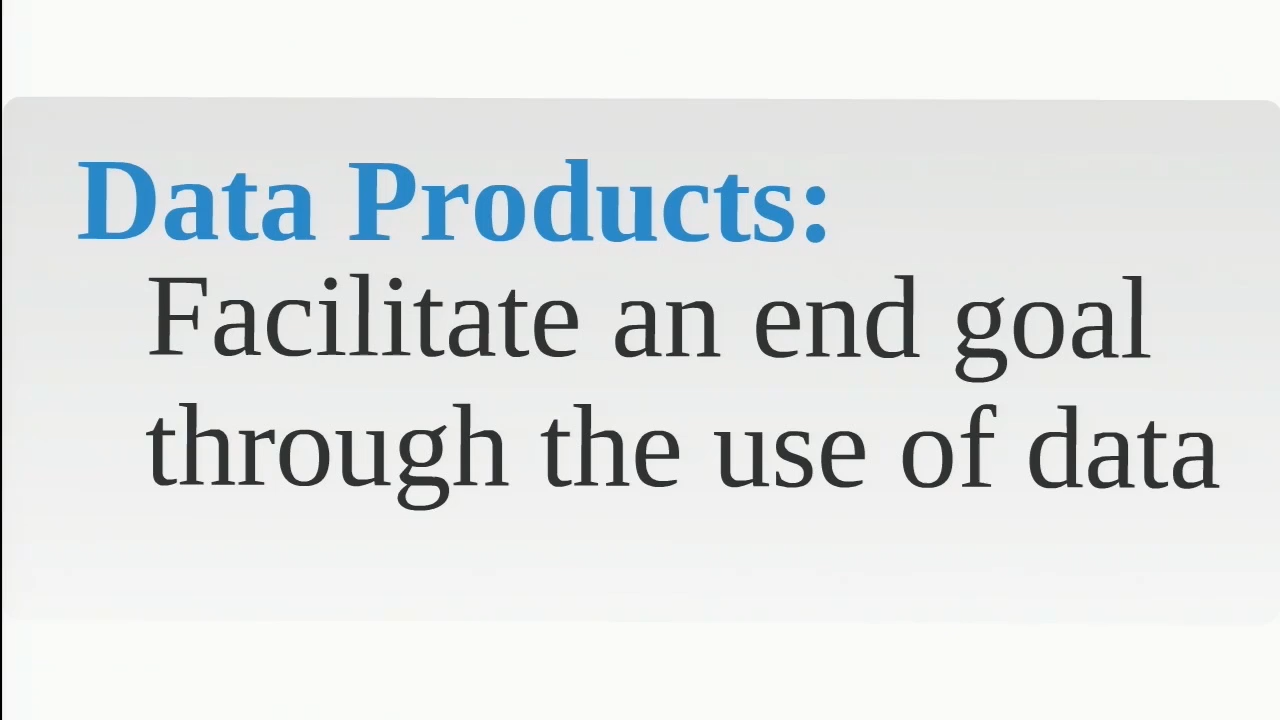 Data Products:
Facilitate an end goal
through the use of data